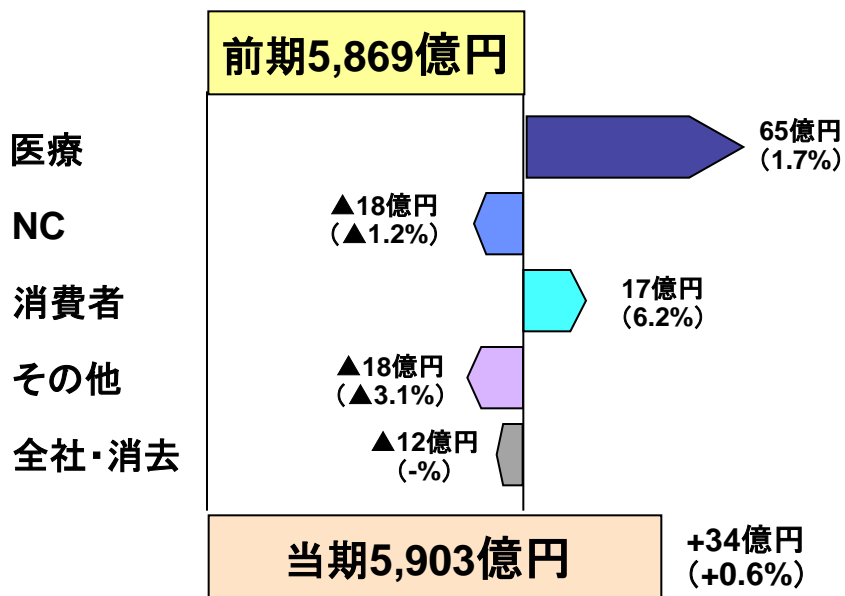 前期5,869億円
医療
65億円
（1.7%）
NC
▲18億円
（▲1.2%）
消費者
17億円
（6.2%）
その他
▲18億円
（▲3.1%）
全社・消去
▲12億円
（-%）
当期5,903億円
+34億円
（+0.6%）